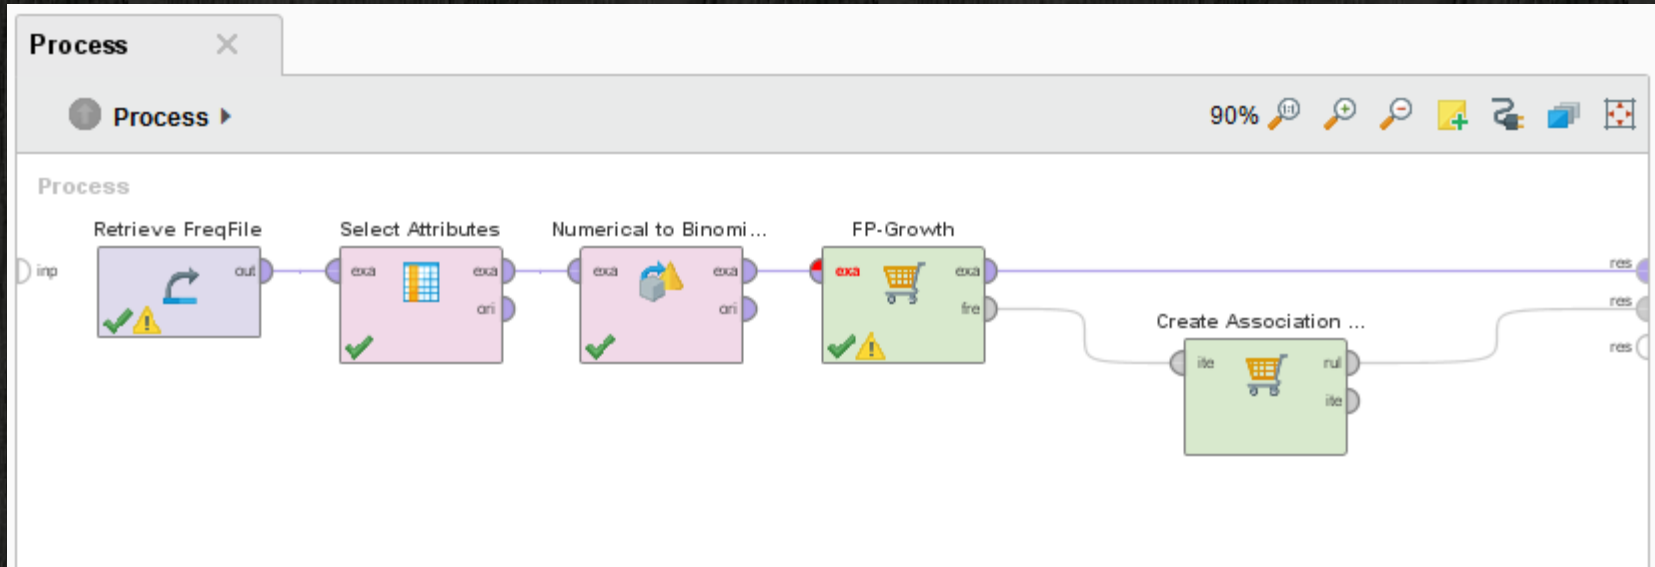 Process
Process
90%
Process
Retrieve FreqFile
Select Attributes
Numerical to Binomi...
FP-Growth
inp
out
exa
exa
exa
exa
exa
exa
res
ori
ori
fre
res
Create Association ...
res
ite
rul
ite